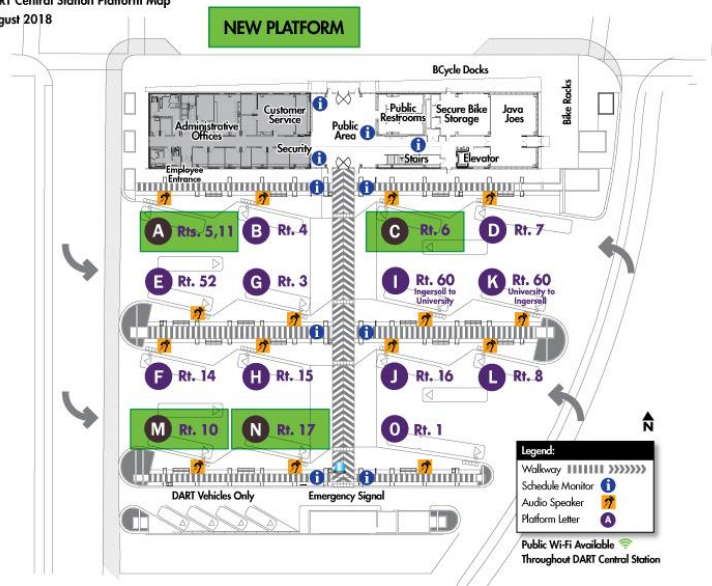 RT Central Station Platform Map
gust 2018
NEW PLATFORM
BCycle Docks
Bike Racks
Customer
Service
Administrative
Offices
Security
Employee
Entrance
Public
Area
Public
Restrooms
Secure Bike
Storage
Java
Joes
Stairs
Elevator
A Rts. 5,11
B Rt. 4
C Rt. 6
D Rt. 7
E Rt. 52
G Rt. 3
I Rt. 60
Ingersoll to
University
K Rt. 60
University to
Ingersoll
F Rt. 14
H Rt. 15
J Rt. 16
L Rt. 8
M Rt. 10
N Rt. 17
O Rt. 1
DART Vehicles Only
Emergency Signal
N
Legend:
Walkway
Schedule Monitor i
Audio Speaker
Platform Letter A
Public Wi-Fi Available
Throughout DART Central Station